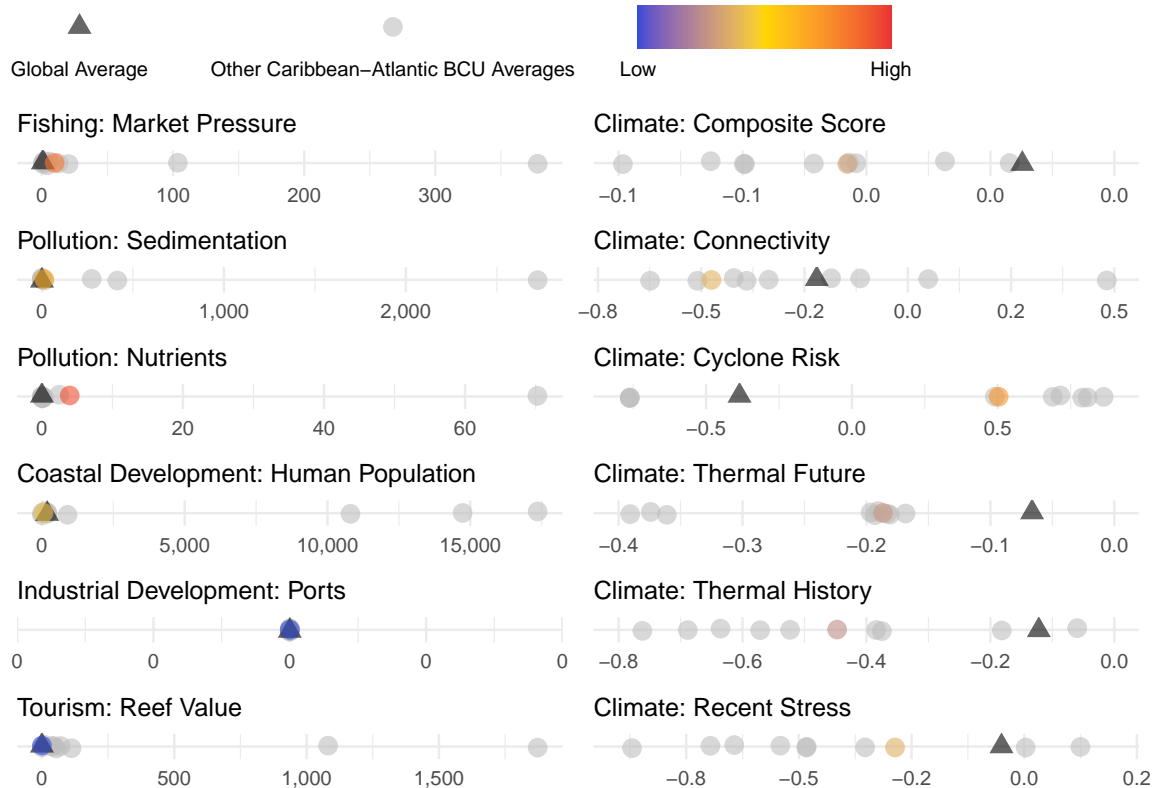 Global Average
Other Caribbean−Atlantic BCU Averages
Low
High
Fishing: Market Pressure
0 100 200 300
Pollution: Sedimentation
0 1,000 2,000
Pollution: Nutrients
0 20 40 60
Coastal Development: Human Population
0 5,000 10,000 15,000
Industrial Development: Ports
0 0 0 0 0
Tourism: Reef Value
0 500 1,000 1,500
Climate: Composite Score
−0.1 −0.1 0.0 0.0 0.0
Climate: Connectivity
−0.8 −0.5 −0.2 0.0 0.2 0.5
Climate: Cyclone Risk
−0.5 0.0 0.5
Climate: Thermal Future
−0.4 −0.3 −0.2 −0.1 0.0
Climate: Thermal History
−0.8 −0.6 −0.4 −0.2 0.0
Climate: Recent Stress
−0.8 −0.5 −0.2 0.0 0.2